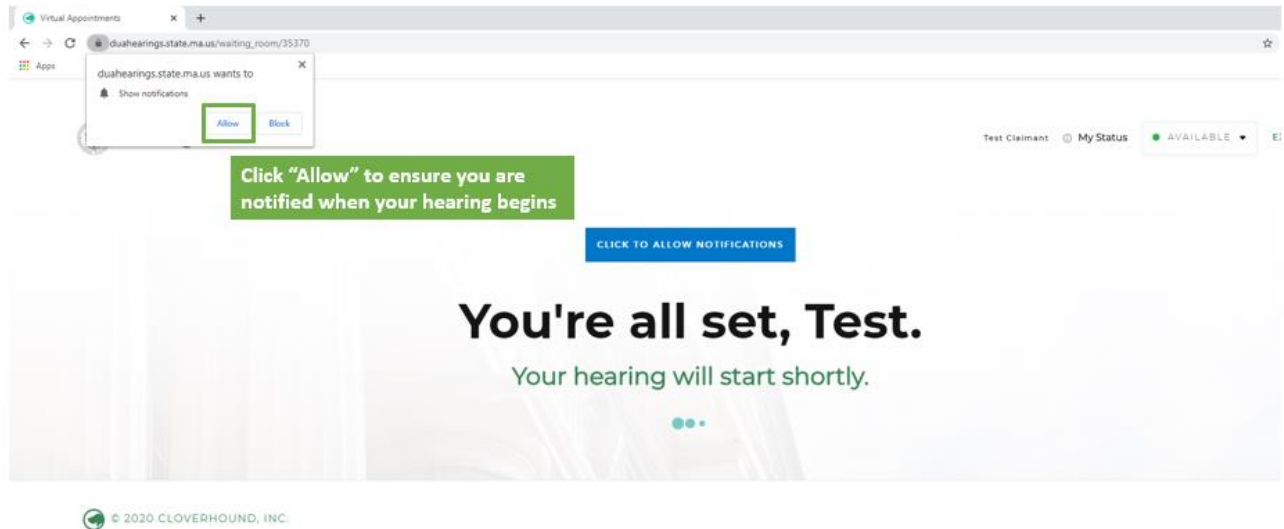 Virtual Appointments
duahearings.state.ma.us/waiting_room/35370
Apps
duahearings.state.ma.us wants to
Show notifications
Allow Block
Test Claimant My Status AVAILABLE
Click “Allow” to ensure you are
notified when your hearing begins
CLICK TO ALLOW NOTIFICATIONS
You're all set, Test.
Your hearing will start shortly.
© 2020 CLOVERHOUND, INC.